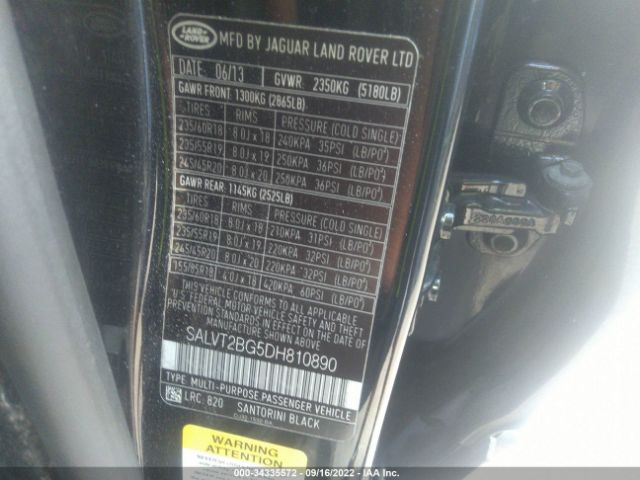 LAND ROVER
MFD BY JAGUAR LAND ROVER LTD
DATE: 06/13 GVWR: 2350KG (5180LB)
GAWR FRONT: 1300KG (2865LB)
TIRES RIMS PRESSURE (COLD SINGLE)
235/60R18 8.0J x 18 240KPA 35PSI (LB/PO²)
235/55R19 8.0J x 19 250KPA 36PSI (LB/PO²)
245/45R20 8.0J x 20 250KPA 36PSI (LB/PO²)
GAWR REAR: 1145KG (2525LB)
TIRES RIMS PRESSURE (COLD SINGLE)
235/60R18 8.0J x 18 210KPA 31PSI (LB/PO²)
235/55R19 8.0J x 19 220KPA 32PSI (LB/PO²)
245/45R20 8.0J x 20 220KPA 32PSI (LB/PO²)
155/85R18 4.0J x 18 420KPA 60PSI (LB/PO²)
THIS VEHICLE CONFORMS TO ALL APPLICABLE
U.S. FEDERAL MOTOR VEHICLE SAFETY AND THEFT
PREVENTION STANDARDS IN EFFECT ON THE DATE OF
MANUFACTURE SHOWN ABOVE.
SALVT2BG5DH810890
TYPE: MULTI-PURPOSE PASSENGER VEHICLE
LRC: 820 SANTORINI BLACK
WARNING
ATTENTION
000-34335572 - 09/16/2022 - IAA Inc.